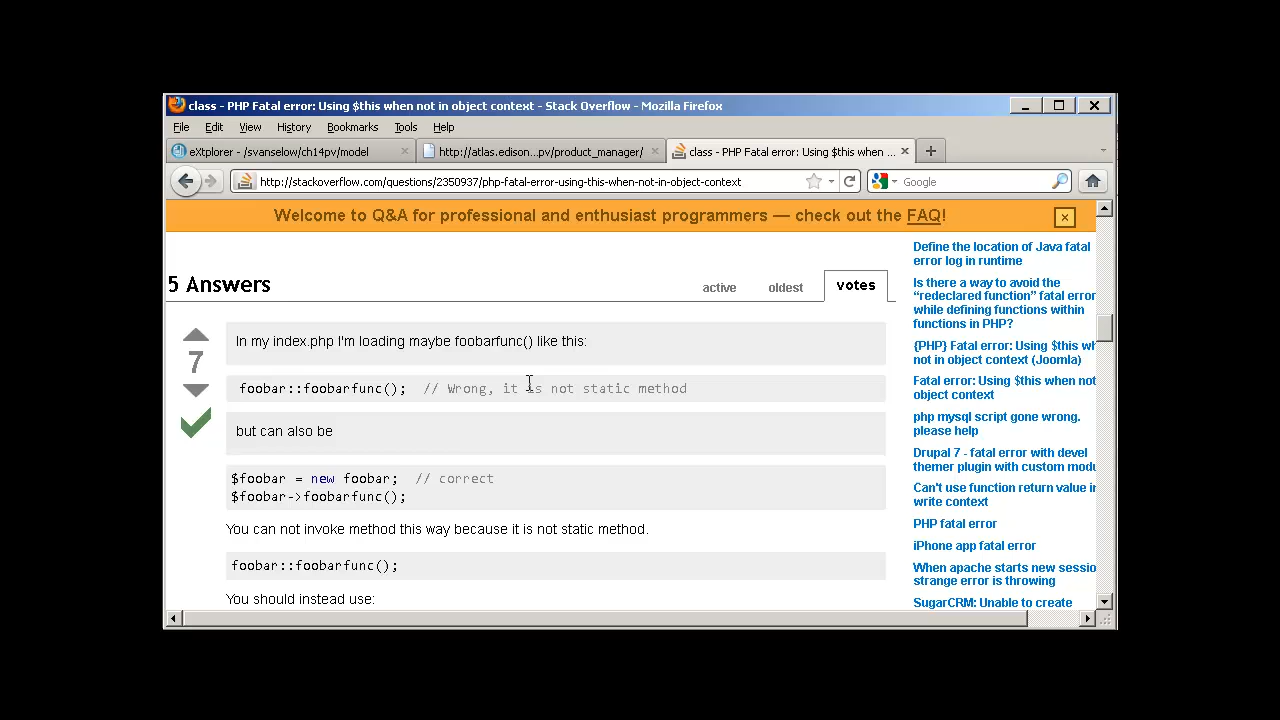 class - PHP Fatal error: Using $this when not in object context - Stack Overflow - Mozilla Firefox
File Edit View History Bookmarks Tools Help
eXtplorer - /svanselow/ch14pv/model × http://atlas.edison....pv/product_manager/ × class - PHP Fatal error: Using $this when ... × +
http://stackoverflow.com/questions/2350937/php-fatal-error-using-this-when-not-in-object-context
Google
Welcome to Q&A for professional and enthusiast programmers — check out the FAQ! ×
5 Answers
active oldest votes
7
In my index.php I'm loading maybe foobarfunc() like this:
foobar::foobarfunc();  // Wrong, it is not static method
but can also be
$foobar = new foobar;  // correct
$foobar->foobarfunc();
You can not invoke method this way because it is not static method.
foobar::foobarfunc();
You should instead use:
Define the location of Java fatal
error log in runtime
Is there a way to avoid the
“redeclared function” fatal error
while defining functions within
functions in PHP?
{PHP} Fatal error: Using $this wh
not in object context (Joomla)
Fatal error: Using $this when not
object context
php mysql script gone wrong.
please help
Drupal 7 - fatal error with devel
themer plugin with custom modu
Can't use function return value in
write context
PHP fatal error
iPhone app fatal error
When apache starts new sessio
strange error is throwing
SugarCRM: Unable to create